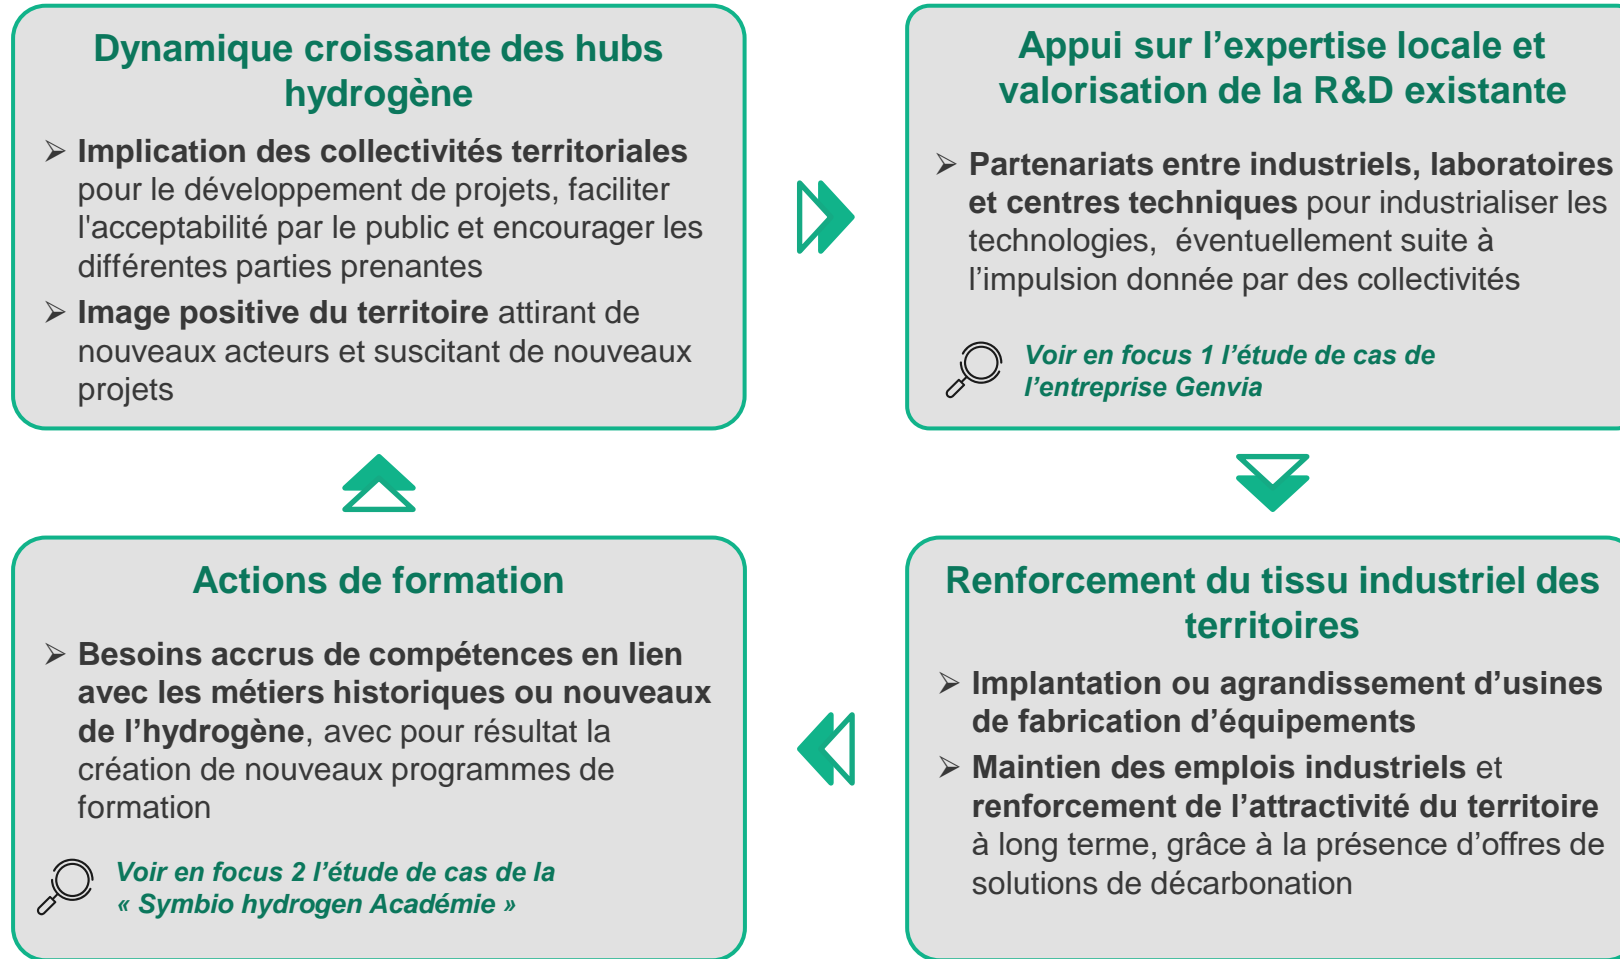 Dynamique croissante des hubs
hydrogène
➢ Implication des collectivités territoriales
pour le développement de projets, faciliter
l'acceptabilité par le public et encourager les
différentes parties prenantes
➢ Image positive du territoire attirant de
nouveaux acteurs et suscitant de nouveaux
projets
Appui sur l’expertise locale et
valorisation de la R&D existante
➢ Partenariats entre industriels, laboratoires
et centres techniques pour industrialiser les
technologies, éventuellement suite à
l’impulsion donnée par des collectivités
Voir en focus 1 l’étude de cas de
l’entreprise Genvia
Actions de formation
➢ Besoins accrus de compétences en lien
avec les métiers historiques ou nouveaux
de l’hydrogène, avec pour résultat la
création de nouveaux programmes de
formation
Voir en focus 2 l’étude de cas de la
« Symbio hydrogen Académie »
Renforcement du tissu industriel des
territoires
➢ Implantation ou agrandissement d’usines
de fabrication d’équipements
➢ Maintien des emplois industriels et
renforcement de l’attractivité du territoire
à long terme, grâce à la présence d’offres de
solutions de décarbonation